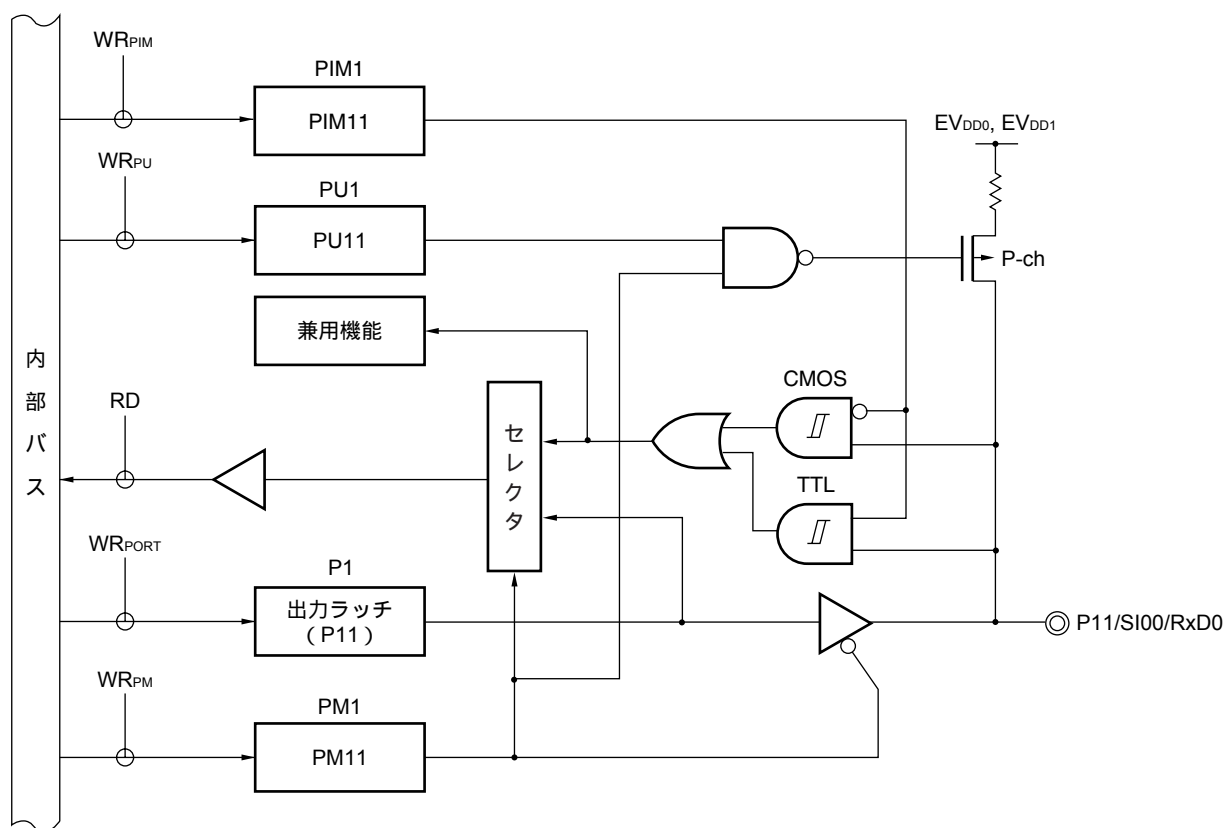 WRPIM
PIM1
PIM11
EVDD0, EVDD1
WRPU
PU1
PU11
P-ch
兼用機能
内部バス
RD
セレクタ
CMOS
TTL
WRPORT
P1
出力ラッチ
(P11)
P11/SI00/RxD0
WRPM
PM1
PM11